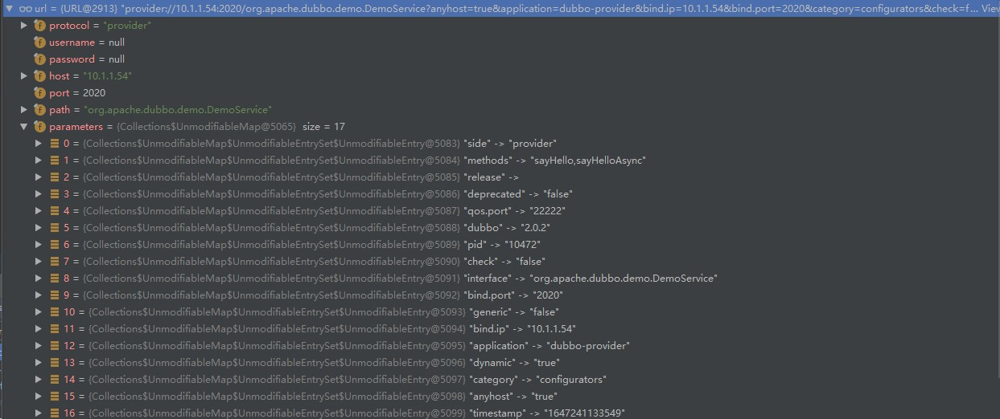 url = {URL@2913} "provider://10.1.1.54:2020/org.apache.dubbo.demo.DemoService?anyhost=true&application=dubbo-provider&bind.ip=10.1.1.54&bind.port=2020&category=configurators&check=f... View
f protocol = "provider"
f username = null
f password = null
f host = "10.1.1.54"
f port = 2020
f path = "org.apache.dubbo.demo.DemoService"
f parameters = {Collections$UnmodifiableMap@5065} size = 17
0 = {Collections$UnmodifiableMap$UnmodifiableEntrySet$UnmodifiableEntry@5083} "side" -> "provider"
1 = {Collections$UnmodifiableMap$UnmodifiableEntrySet$UnmodifiableEntry@5084} "methods" -> "sayHello,sayHelloAsync"
2 = {Collections$UnmodifiableMap$UnmodifiableEntrySet$UnmodifiableEntry@5085} "release" ->
3 = {Collections$UnmodifiableMap$UnmodifiableEntrySet$UnmodifiableEntry@5086} "deprecated" -> "false"
4 = {Collections$UnmodifiableMap$UnmodifiableEntrySet$UnmodifiableEntry@5087} "qos.port" -> "22222"
5 = {Collections$UnmodifiableMap$UnmodifiableEntrySet$UnmodifiableEntry@5088} "dubbo" -> "2.0.2"
6 = {Collections$UnmodifiableMap$UnmodifiableEntrySet$UnmodifiableEntry@5089} "pid" -> "10472"
7 = {Collections$UnmodifiableMap$UnmodifiableEntrySet$UnmodifiableEntry@5090} "check" -> "false"
8 = {Collections$UnmodifiableMap$UnmodifiableEntrySet$UnmodifiableEntry@5091} "interface" -> "org.apache.dubbo.demo.DemoService"
9 = {Collections$UnmodifiableMap$UnmodifiableEntrySet$UnmodifiableEntry@5092} "bind.port" -> "2020"
10 = {Collections$UnmodifiableMap$UnmodifiableEntrySet$UnmodifiableEntry@5093} "generic" -> "false"
11 = {Collections$UnmodifiableMap$UnmodifiableEntrySet$UnmodifiableEntry@5094} "bind.ip" -> "10.1.1.54"
12 = {Collections$UnmodifiableMap$UnmodifiableEntrySet$UnmodifiableEntry@5095} "application" -> "dubbo-provider"
13 = {Collections$UnmodifiableMap$UnmodifiableEntrySet$UnmodifiableEntry@5096} "dynamic" -> "true"
14 = {Collections$UnmodifiableMap$UnmodifiableEntrySet$UnmodifiableEntry@5097} "category" -> "configurators"
15 = {Collections$UnmodifiableMap$UnmodifiableEntrySet$UnmodifiableEntry@5098} "anyhost" -> "true"
16 = {Collections$UnmodifiableMap$UnmodifiableEntrySet$UnmodifiableEntry@5099} "timestamp" -> "1647241133549"